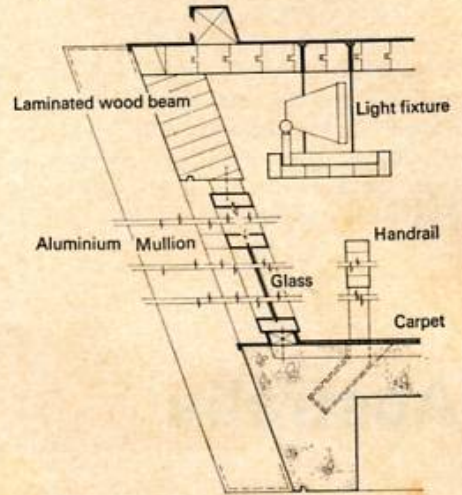 Laminated wood beam
Light fixture
Aluminium Mullion
Handrail
Glass
Carpet